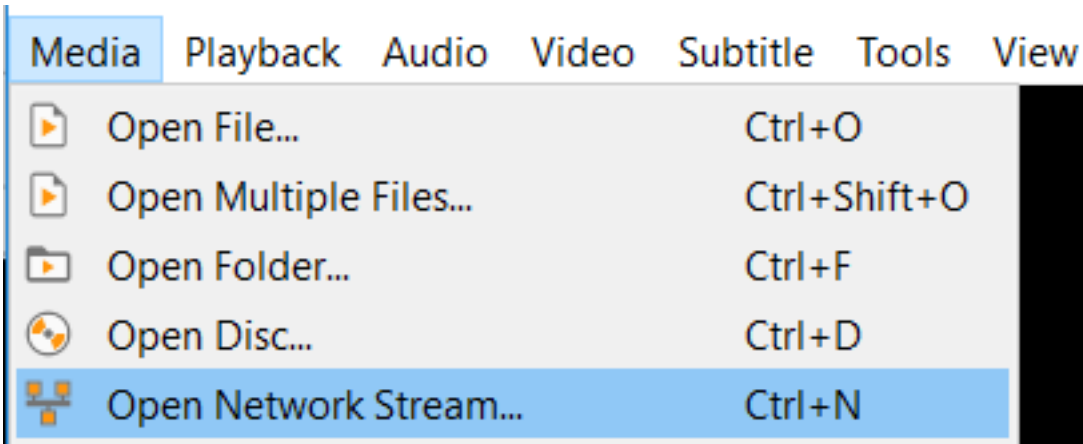 Media Playback Audio Video Subtitle Tools View
Open File... Ctrl+O
Open Multiple Files... Ctrl+Shift+O
Open Folder... Ctrl+F
Open Disc... Ctrl+D
Open Network Stream... Ctrl+N